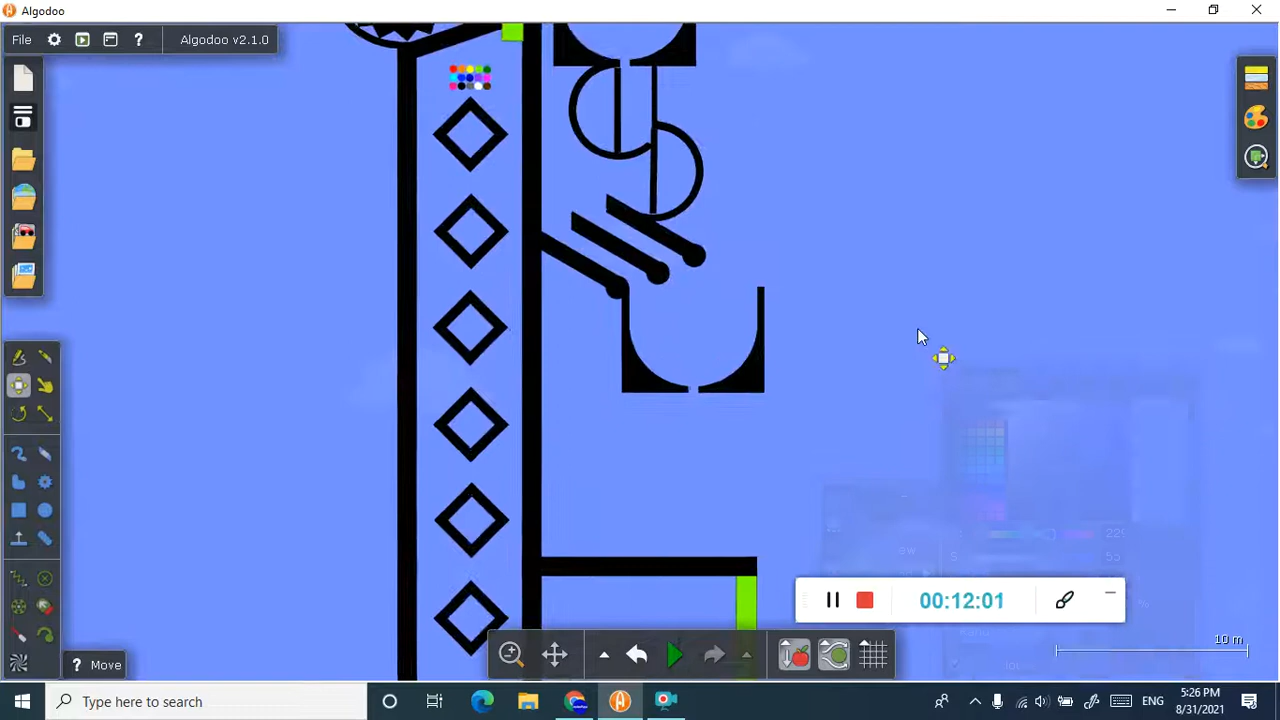 Algodoo
File
?
Algodoo v2.1.0
00:12:01
10 m
? Move
Type here to search
ENG
5:26 PM
8/31/2021